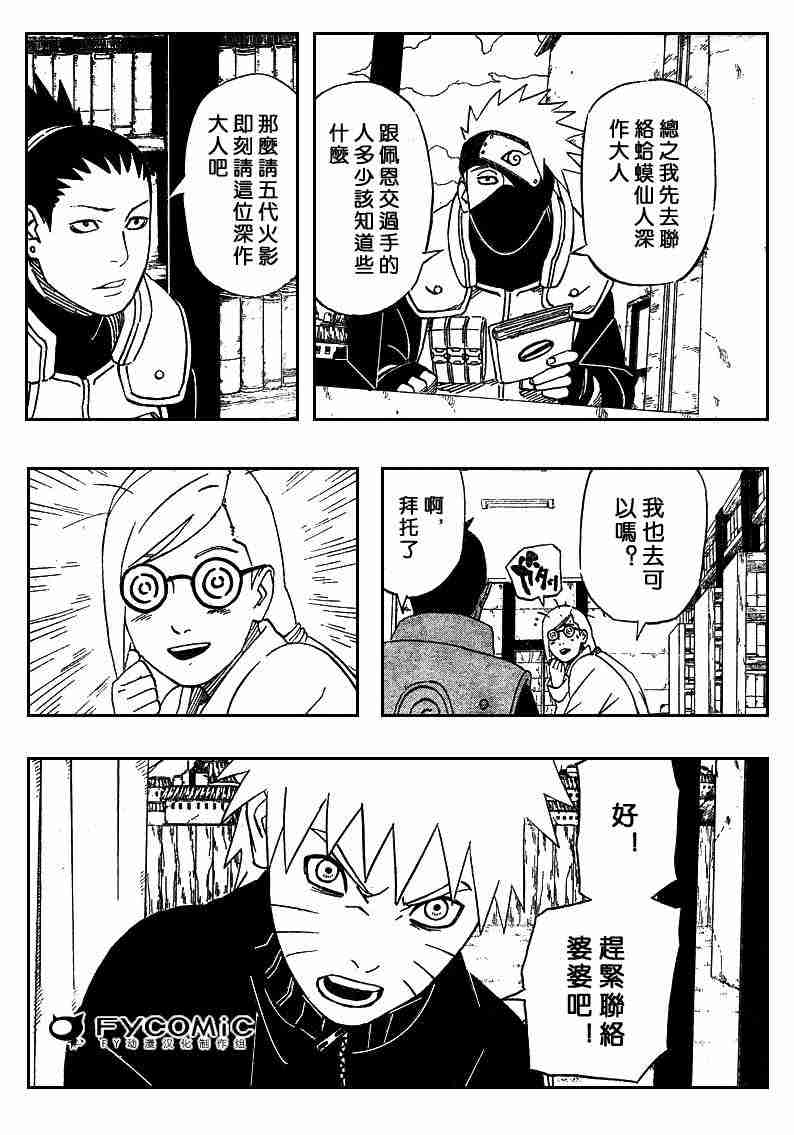 總之我先去聯
絡蛤蟆仙人深
作大人
跟佩恩交過手的
人多少該知道些
什麼
那麼請五代火影
即刻請這位深作
大人吧
我也去可
以嗎？
啊，
拜托了
好！
趕緊聯絡
婆婆吧！
FYCOMIC
FY动漫汉化制作组